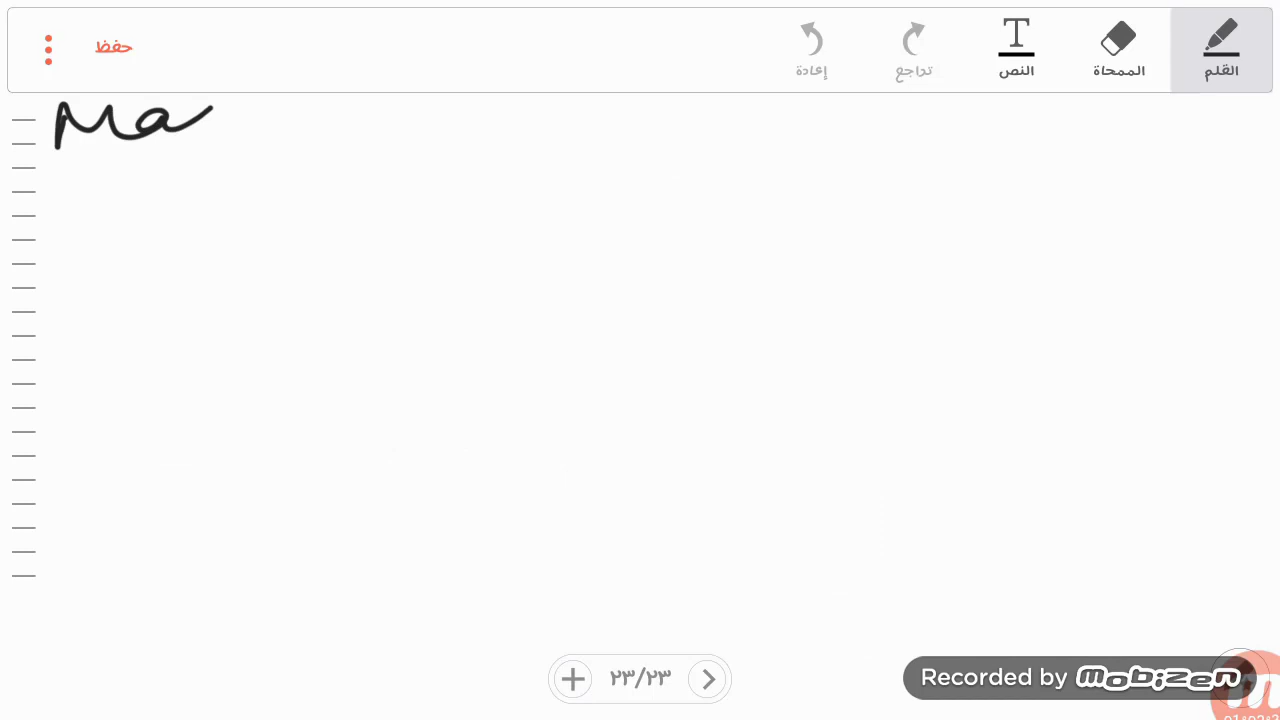 حفظ
إعادة
تراجع
النص
الممحاة
القلم
Ma
٢٣/٢٣
Recorded by mobizen